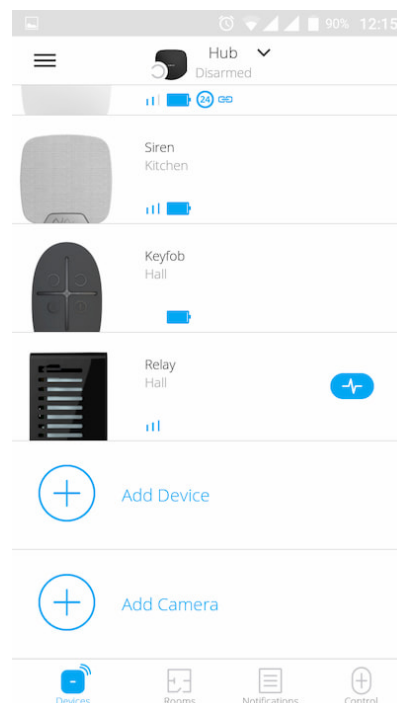 90% 12:15
Hub
Disarmed
24
Siren
Kitchen
Keyfob
Hall
Relay
Hall
Add Device
Add Camera
Devices Rooms Notifications Control